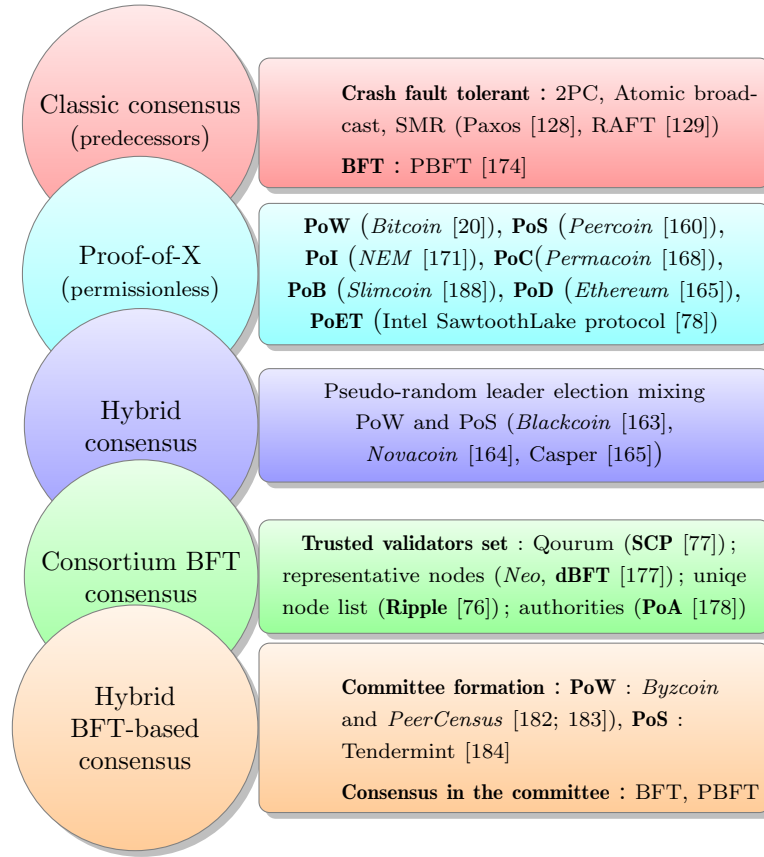 Classic consensus
(predecessors)
Crash fault tolerant : 2PC, Atomic broad-
cast, SMR (Paxos [128], RAFT [129])
BFT : PBFT [174]
Proof-of-X
(permissionless)
PoW (Bitcoin [20]), PoS (Peercoin [160]),
PoI (NEM [171]), PoC(Permacoin [168]),
PoB (Slimcoin [188]), PoD (Ethereum [165]),
PoET (Intel SawtoothLake protocol [78])
Hybrid
consensus
Pseudo-random leader election mixing
PoW and PoS (Blackcoin [163],
Novacoin [164], Casper [165])
Consortium BFT
consensus
Trusted validators set : Qourum (SCP [77]) ;
representative nodes (Neo, dBFT [177]) ; uniqe
node list (Ripple [76]) ; authorities (PoA [178])
Hybrid
BFT-based
consensus
Committee formation : PoW : Byzcoin
and PeerCensus [182; 183]), PoS :
Tendermint [184]
Consensus in the committee : BFT, PBFT